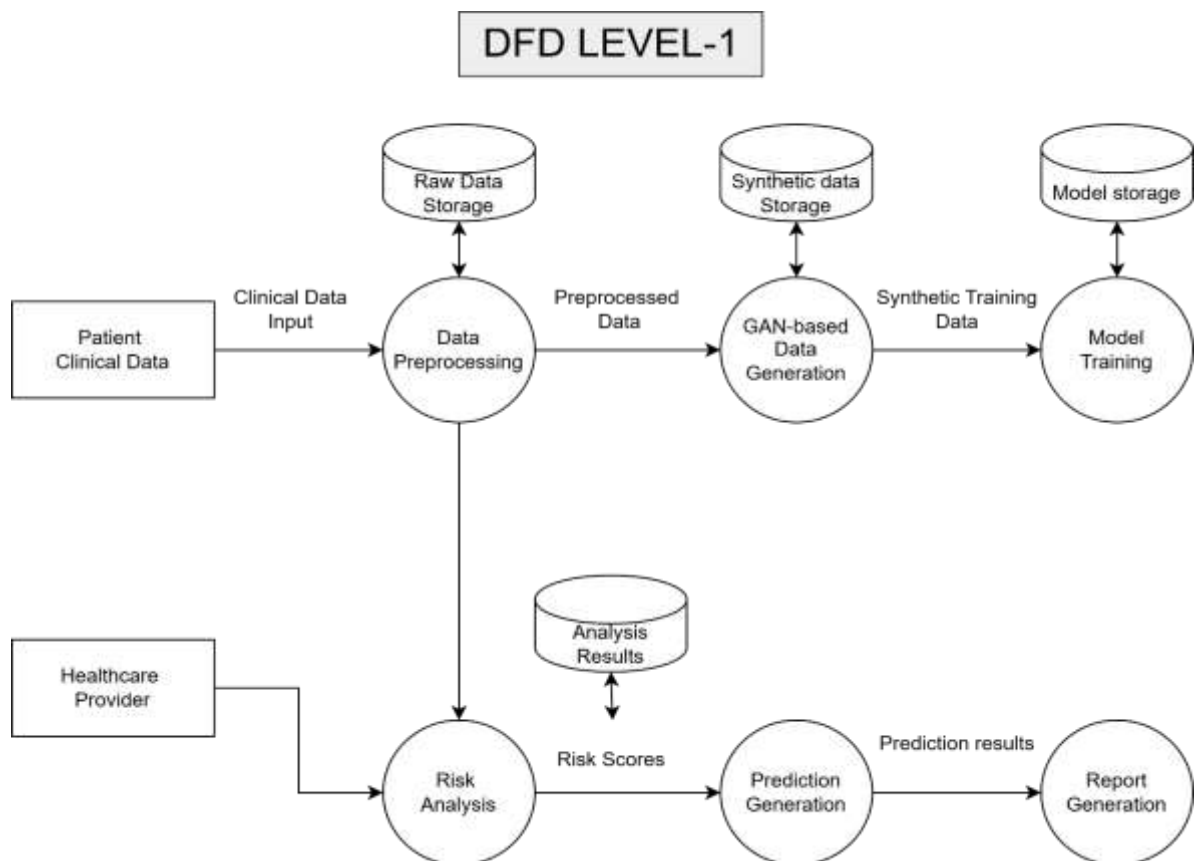 DFD LEVEL-1
Raw Data
Storage
Synthetic data
Storage
Model storage
Clinical Data
Input
Preprocessed
Data
Synthetic Training
Data
Patient
Clinical Data
Data
Preprocessing
GAN-based
Data
Generation
Model
Training
Analysis
Results
Healthcare
Provider
Risk Scores
Prediction results
Risk
Analysis
Prediction
Generation
Report
Generation